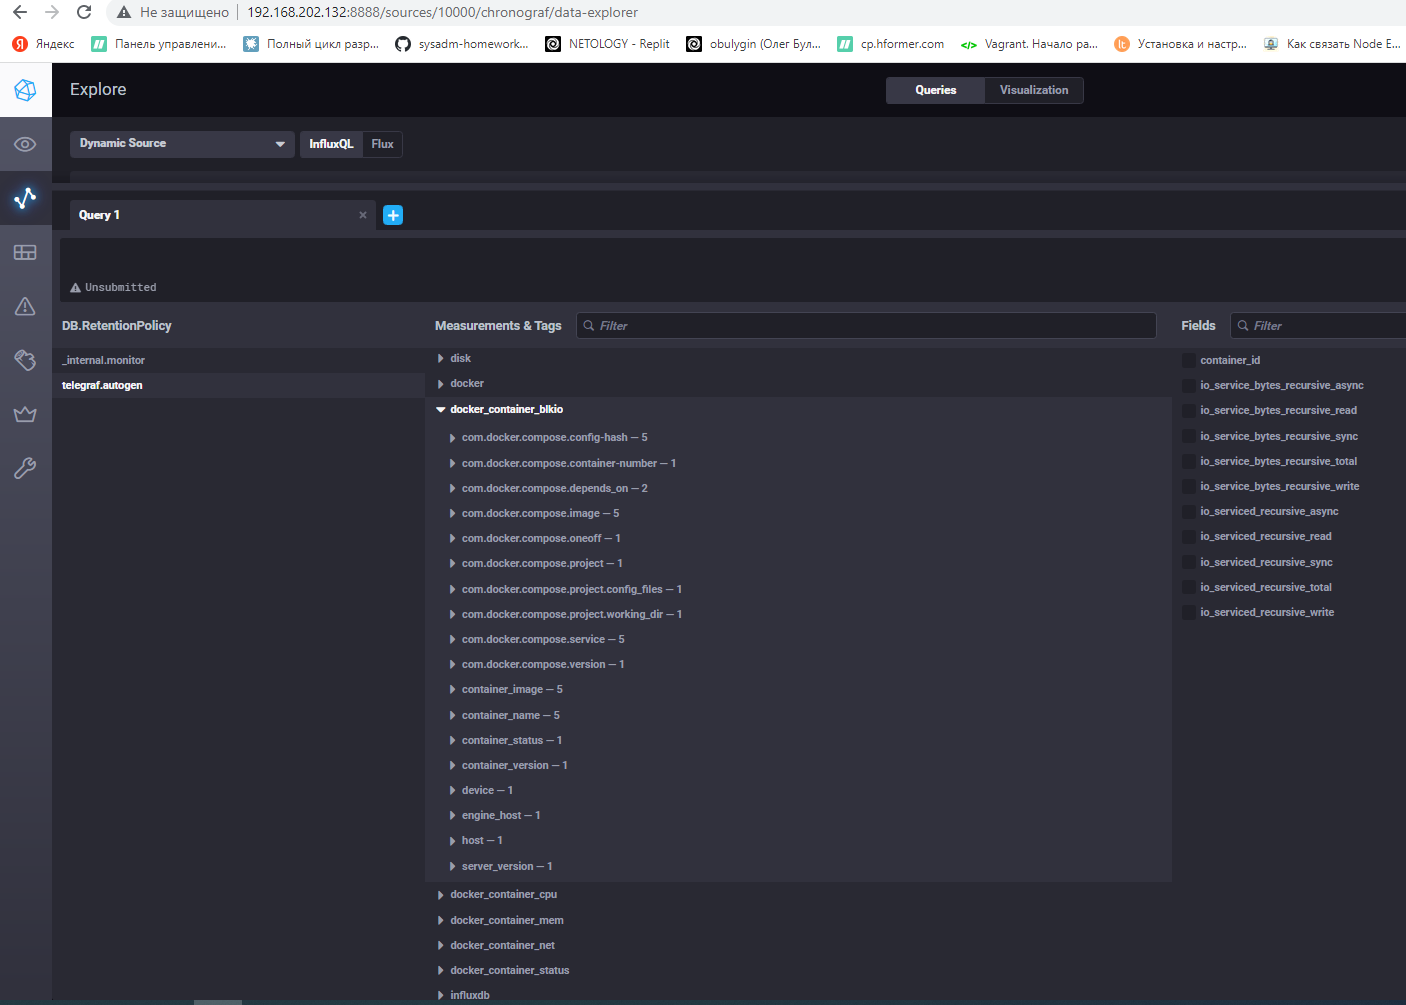 Не защищено 192.168.202.132:8888/sources/10000/chronograf/data-explorer
Яндекс Панель управлени... Полный цикл разр... sysadm-homework... NETOLOGY - Replit obulygin (Олег Бул... cp.hformer.com Vagrant. Начало ра... Установка и настр... Как связать Node E...
Explore Queries Visualization
Dynamic Source InfluxQL Flux
Query 1 × +
Unsubmitted
DB.RetentionPolicy
_internal.monitor
telegraf.autogen
Measurements & Tags Filter
disk
docker
docker_container_blkio
com.docker.compose.config-hash — 5
com.docker.compose.container-number — 1
com.docker.compose.depends_on — 2
com.docker.compose.image — 5
com.docker.compose.oneoff — 1
com.docker.compose.project — 1
com.docker.compose.project.config_files — 1
com.docker.compose.project.working_dir — 1
com.docker.compose.service — 5
com.docker.compose.version — 1
container_image — 5
container_name — 5
container_status — 1
container_version — 1
device — 1
engine_host — 1
host — 1
server_version — 1
docker_container_cpu
docker_container_mem
docker_container_net
docker_container_status
influxdb
Fields Filter
container_id
io_service_bytes_recursive_async
io_service_bytes_recursive_read
io_service_bytes_recursive_sync
io_service_bytes_recursive_total
io_service_bytes_recursive_write
io_serviced_recursive_async
io_serviced_recursive_read
io_serviced_recursive_sync
io_serviced_recursive_total
io_serviced_recursive_write